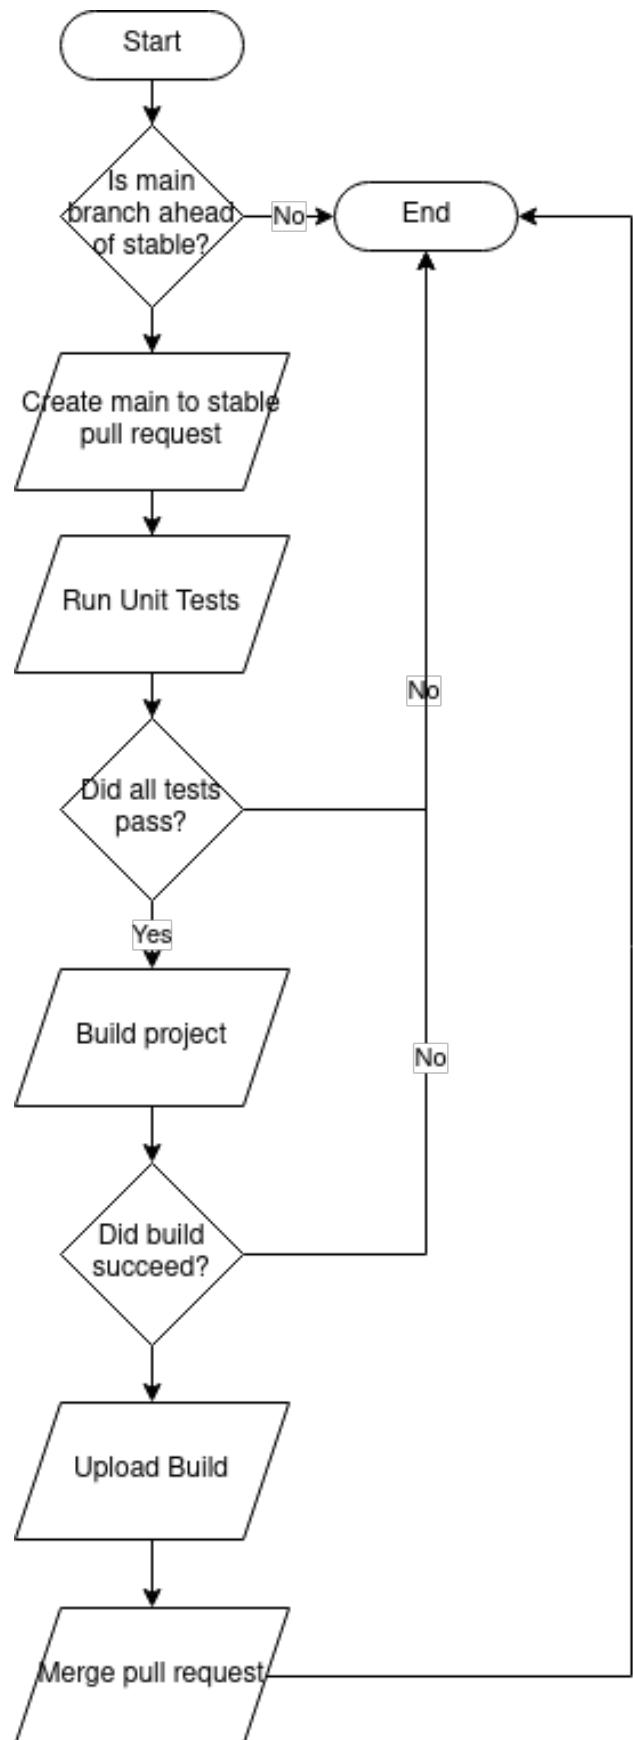 Start
Is main
branch ahead
of stable?
No
End
Create main to stable
pull request
Run Unit Tests
No
Did all tests
pass?
Yes
Build project
No
Did build
succeed?
Upload Build
Merge pull request